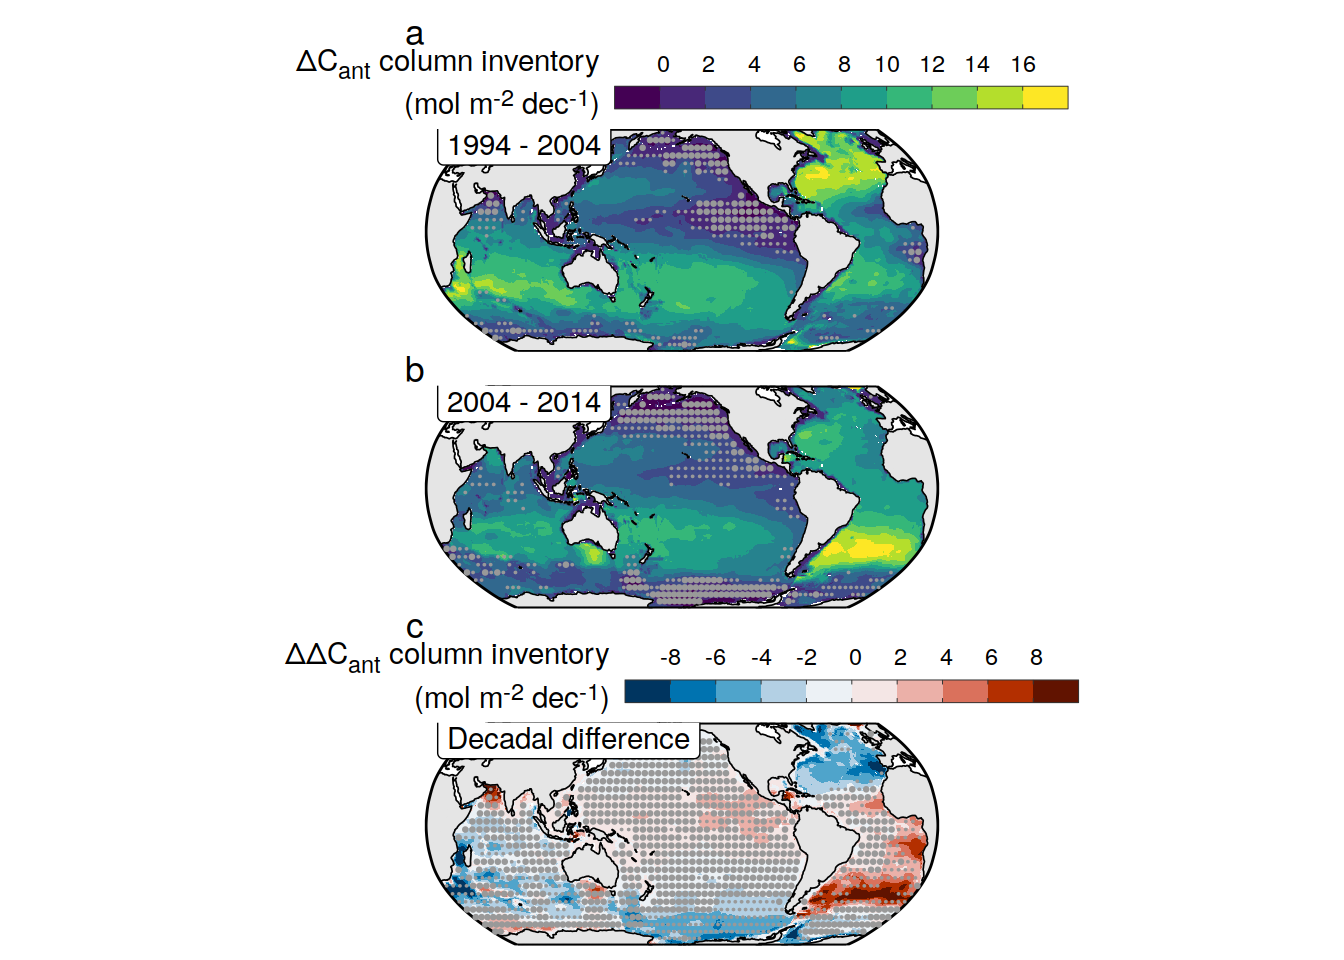 a
ΔCant column inventory
(mol m-2 dec-1)
0 2 4 6 8 10 12 14 16
1994 - 2004
b
2004 - 2014
c
ΔΔCant column inventory
(mol m-2 dec-1)
-8 -6 -4 -2 0 2 4 6 8
Decadal difference